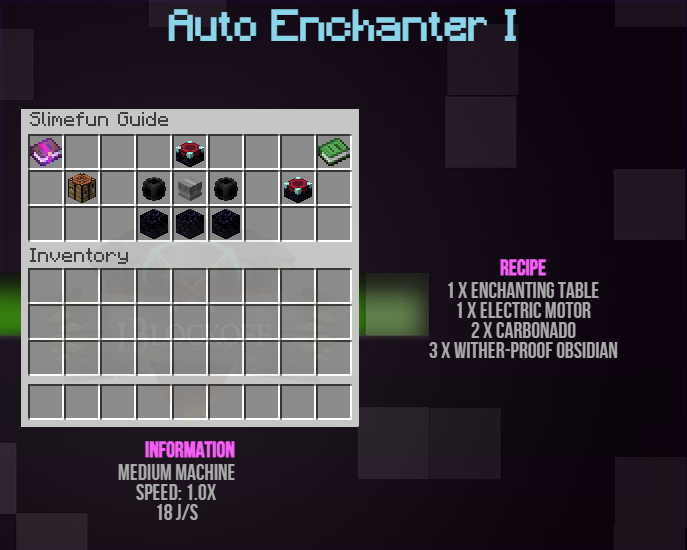 Auto Enchanter I
Slimefun Guide
Inventory
IBLOCKOFF
RECIPE
1 X ENCHANTING TABLE
1 X ELECTRIC MOTOR
2 X CARBONADO
3 X WITHER-PROOF OBSIDIAN
INFORMATION
MEDIUM MACHINE
SPEED: 1.0X
18 J/S